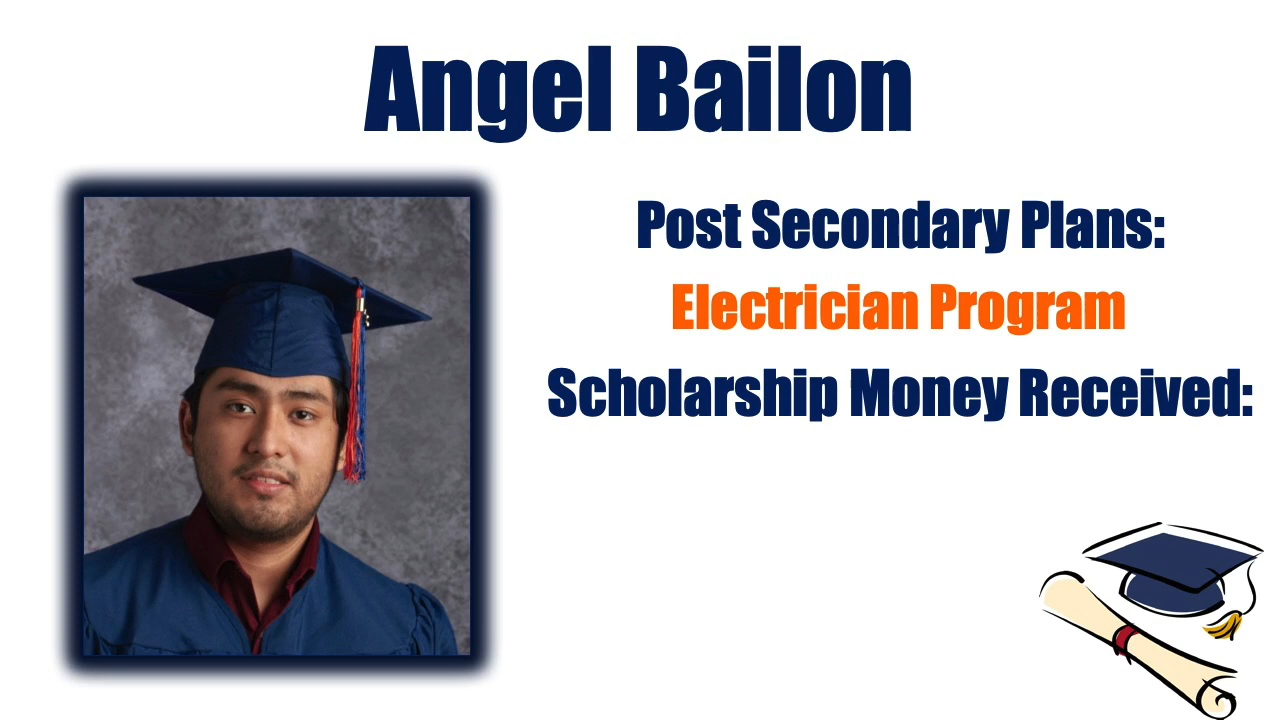 Angel Bailon
Post Secondary Plans:
Electrician Program
Scholarship Money Received: